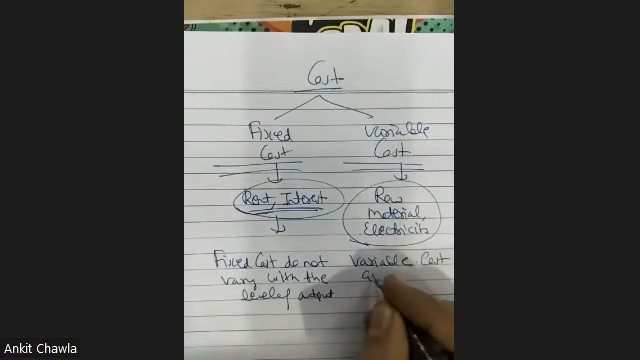 Cost
Fixed
Cost
Variable
Cost
Rent, Interest
Raw
Material,
Electricity
Fixed Cost do not
vary with the
level of output
Variable Cost
Ankit Chawla